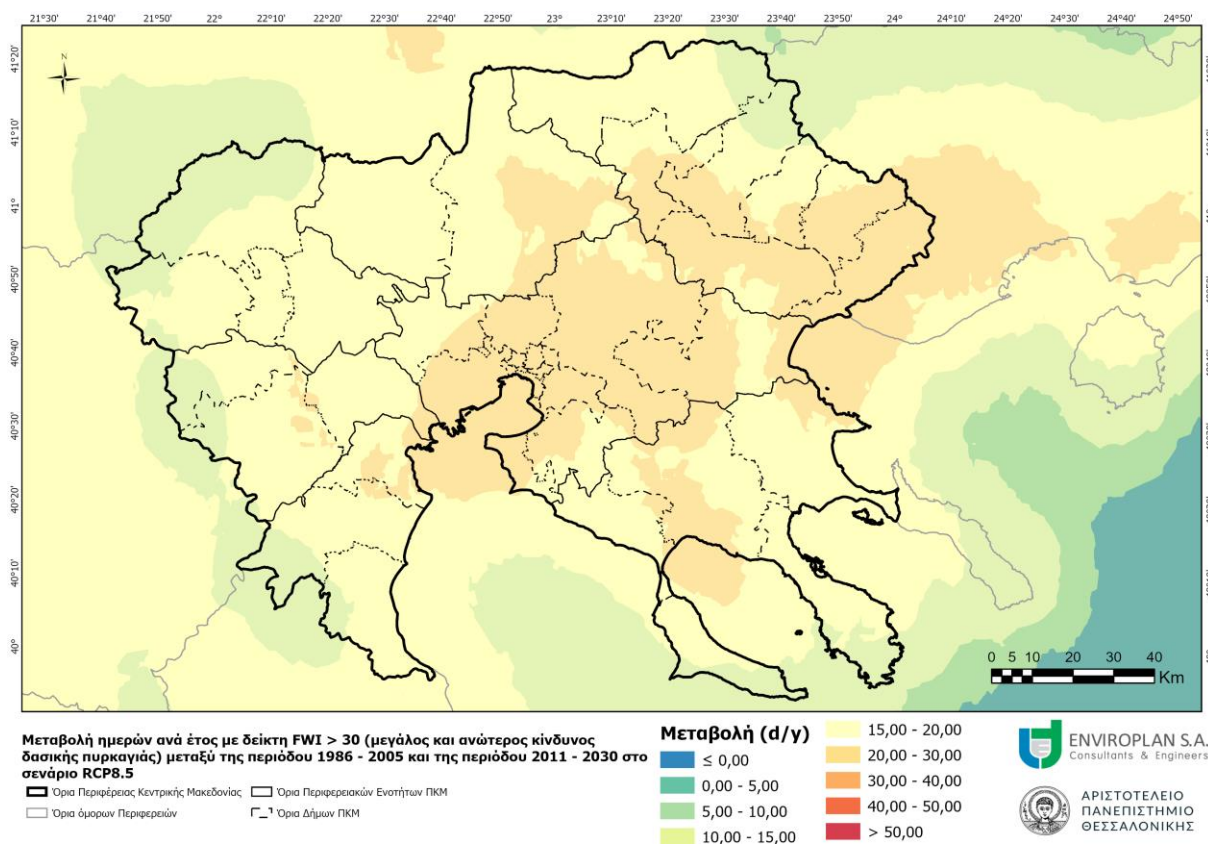 21°30' 21°40' 21°50' 22° 22°10' 22°20' 22°30' 22°40' 22°50' 23° 23°10' 23°20' 23°30' 23°40' 23°50' 24° 24°10' 24°20' 24°30' 24°40' 24°50'
41°20'
41°10'
41°
40°50'
40°40'
40°30'
40°20'
40°10'
40°
N
0 5 10 20 30 40
Km
Μεταβολή ημερών ανά έτος με δείκτη FWI > 30 (μεγάλος και ανώτερος κίνδυνος
δασικής πυρκαγιάς) μεταξύ της περιόδου 1986 - 2005 και της περιόδου 2011 - 2030 στο
σενάριο RCP8.5
Όρια Περιφέρειας Κεντρικής Μακεδονίας
Όρια Περιφερειακών Ενοτήτων ΠΚΜ
Όρια όμορων Περιφερειών
Όρια Δήμων ΠΚΜ
Μεταβολή (d/y)
≤ 0,00
0,00 - 5,00
5,00 - 10,00
10,00 - 15,00
15,00 - 20,00
20,00 - 30,00
30,00 - 40,00
40,00 - 50,00
> 50,00
ENVIROPLAN S.A.
Consultants & Engineers
ΑΡΙΣΤΟΤΕΛΕΙΟ
ΠΑΝΕΠΙΣΤΗΜΙΟ
ΘΕΣΣΑΛΟΝΙΚΗΣ